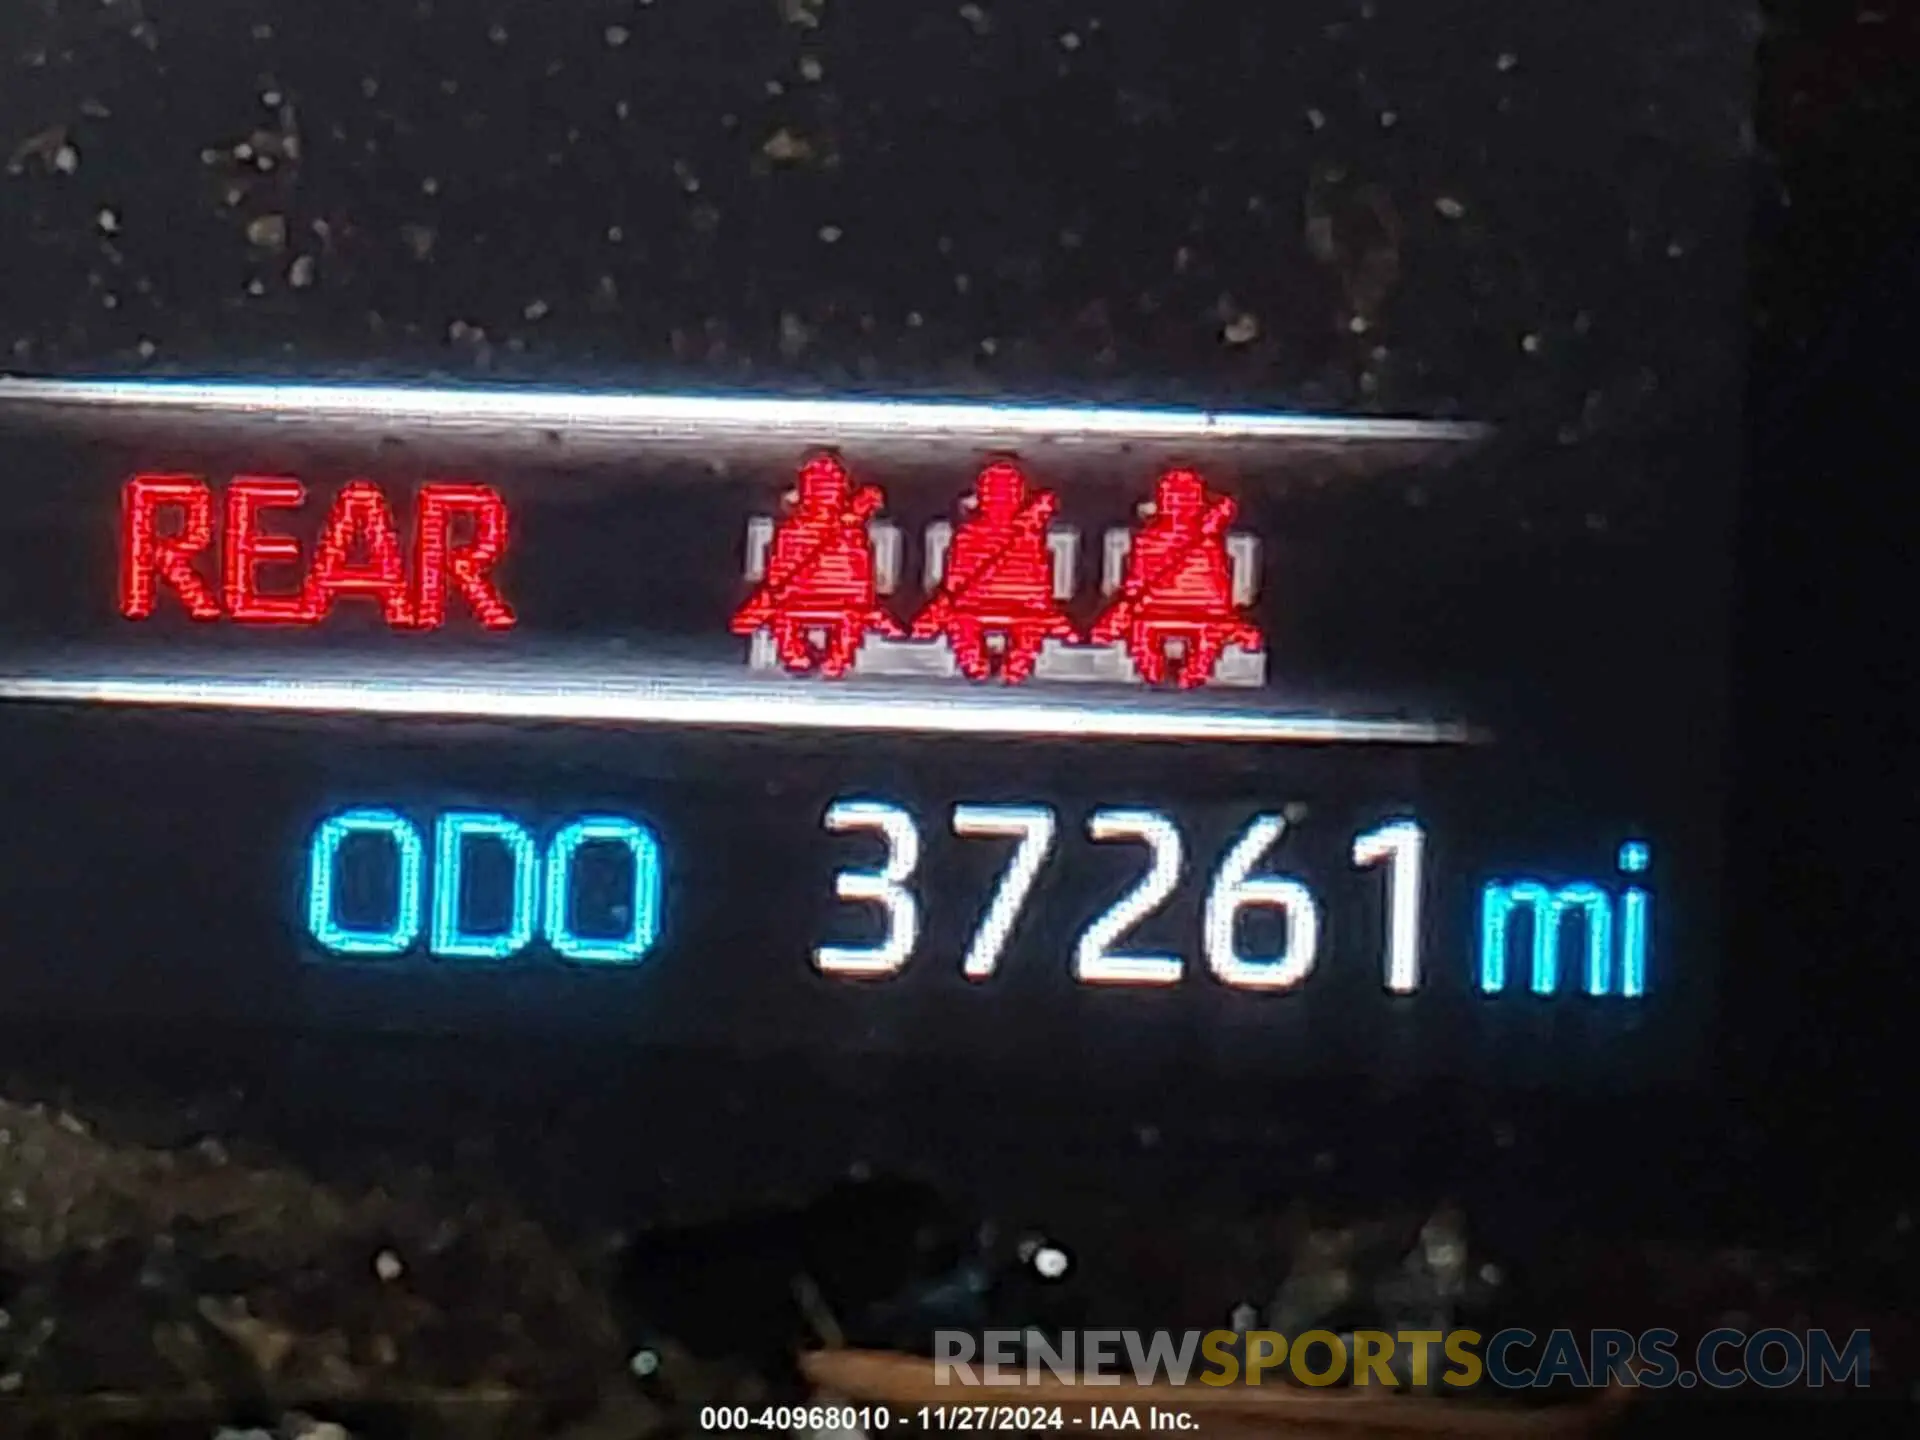 REAR
ODO 37261 mi
RENEWSPORTSCARS.COM
000-40968010 - 11/27/2024 - IAA Inc.